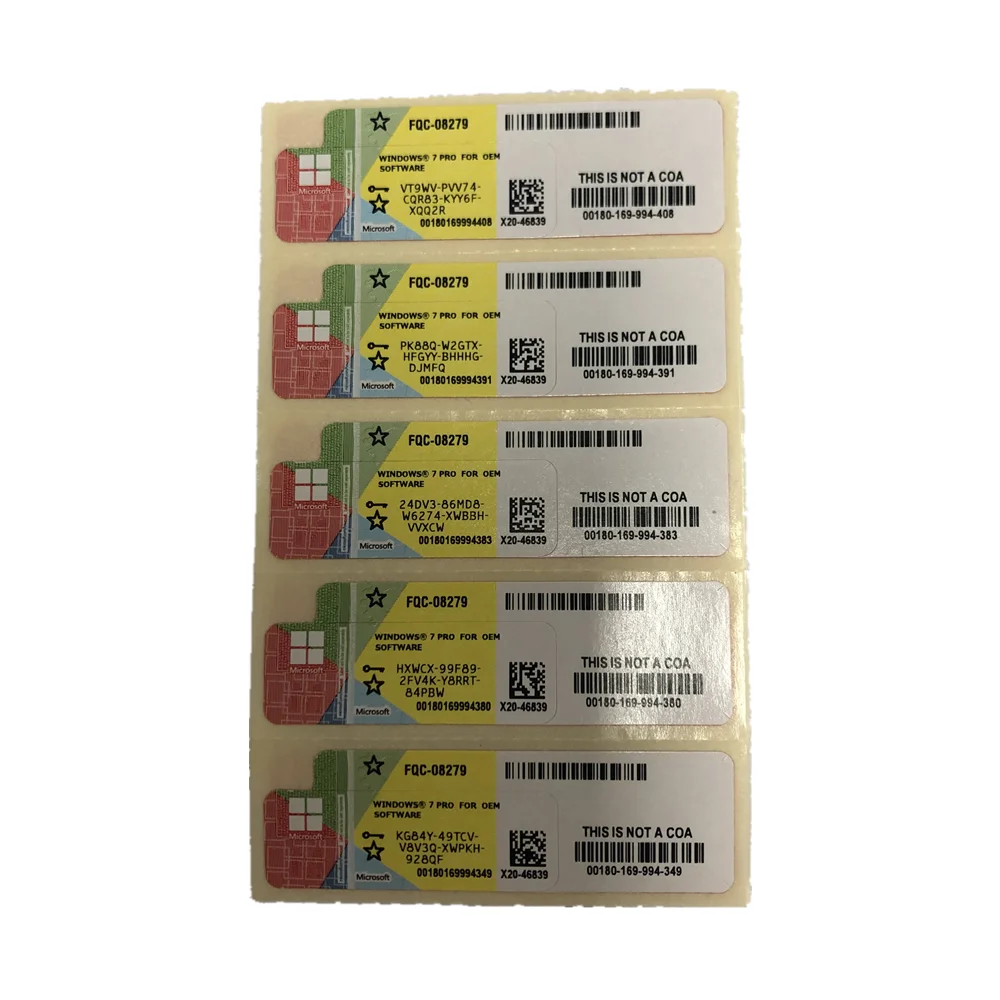 FQC-08279
WINDOWS® 7 PRO FOR OEM
SOFTWARE
VT9WV-PVV74-
CQR83-KYY6F-
XQQ2R
00180169994408
X20-46839
Microsoft
Microsoft
THIS IS NOT A COA
00180-169-994-408
FQC-08279
WINDOWS® 7 PRO FOR OEM
SOFTWARE
PK88Q-W2GTX-
HFGYY-BHHHG-
DJMFQ
00180169994391
X20-46839
Microsoft
Microsoft
THIS IS NOT A COA
00180-169-994-391
FQC-08279
WINDOWS® 7 PRO FOR OEM
SOFTWARE
24DV3-86MD8-
W6274-XWBBH-
VVXCW
00180169994383
X20-46839
Microsoft
Microsoft
THIS IS NOT A COA
00180-169-994-383
FQC-08279
WINDOWS® 7 PRO FOR OEM
SOFTWARE
HXWCX-99F89-
2FV4K-Y8RRT-
84PBW
00180169994380
X20-46839
Microsoft
Microsoft
THIS IS NOT A COA
00180-169-994-380
FQC-08279
WINDOWS® 7 PRO FOR OEM
SOFTWARE
KG84Y-49TCV-
V8V3Q-XWPKH-
928QF
00180169994349
X20-46839
Microsoft
Microsoft
THIS IS NOT A COA
00180-169-994-349